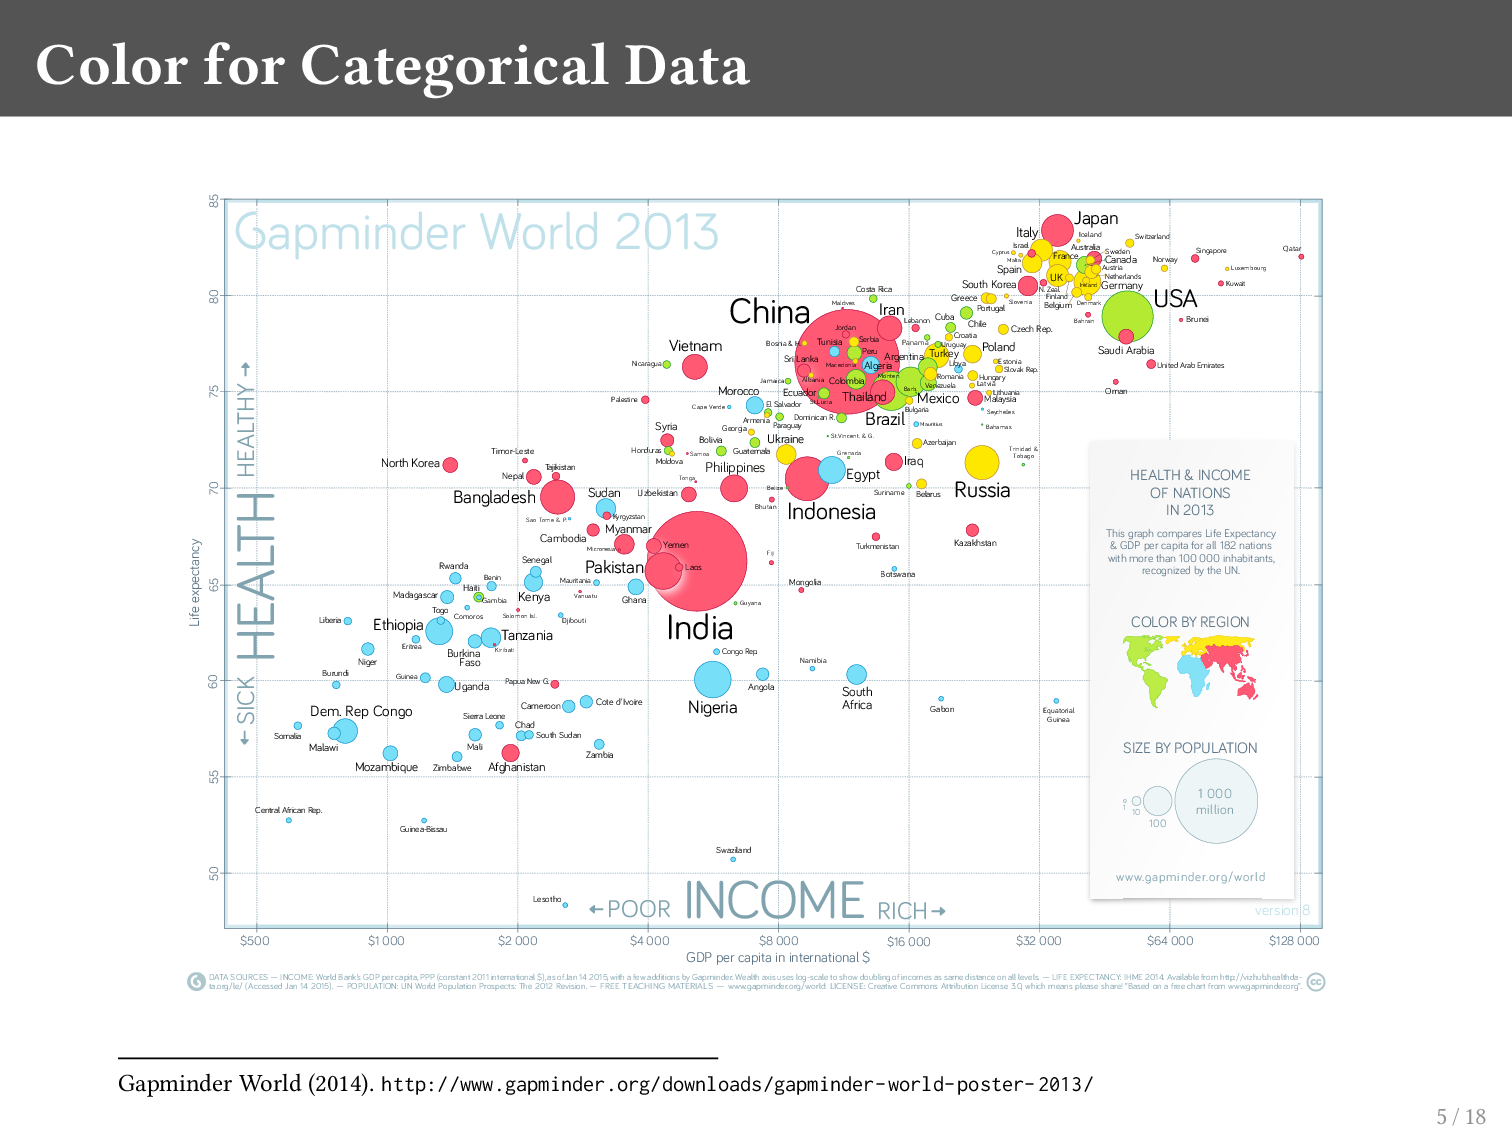 Color for Categorical Data
Gapminder World 2013
85
80
75
70
65
60
55
50
Life expectancy
SICK HEALTH HEALTHY
Japan
Italy
Iceland
Switzerland
Israel
Cyprus
Malta
Australia
Sweden
Singapore
Qatar
France
Canada
Norway
Luxembourg
Spain
Austria
UK
Netherlands
Kuwait
South Korea
N. Zeal.
Ireland
Germany
Costa Rica
Greece
Finland
USA
Slovenia
Belgium
Denmark
Maldives
Iran
Portugal
China
Cuba
Bahrain
Brunei
Lebanon
Chile
Jordan
Czech Rep.
Croatia
Vietnam
Bosnia & H.
Tunisia
Serbia
Panama
Uruguay
Poland
Peru
Saudi Arabia
Sri Lanka
Argentina
Turkey
Nicaragua
Macedonia
Algeria
Libya
Estonia
United Arab Emirates
Slovak Rep.
Jamaica
Albania
Colombia
Monten.
Romania
Hungary
Latvia
Morocco
Ecuador
Barb.
Venezuela
Lithuania
Oman
Palestine
Cape Verde
El Salvador
St.Lucia
Thailand
Mexico
Malaysia
Armenia
Dominican R.
Brazil
Bulgaria
Seychelles
Syria
Georgia
Paraguay
Mauritius
Bahamas
Bolivia
Ukraine
St.Vincent. & G.
Honduras
Samoa
Guatemala
Azerbaijan
Timor-Leste
Moldova
Grenada
Trinidad &
Tobago
North Korea
Tajikistan
Philippines
Iraq
Nepal
Tonga
Egypt
Bangladesh
Sudan
Uzbekistan
Belize
Suriname
Belarus
Russia
Bhutan
Indonesia
Sao Tome & P.
Kyrgyzstan
Cambodia
Myanmar
Micronesia
Yemen
Turkmenistan
Kazakhstan
Senegal
Fiji
Rwanda
Pakistan
Laos
Benin
Mauritania
Mongolia
Botswana
Haiti
Madagascar
Gambia
Kenya
Vanuatu
Ghana
Guyana
Togo
Comoros
Solomon Isl.
Djibouti
Liberia
Ethiopia
Tanzania
India
Eritrea
Kiribati
Burkina
Faso
Congo Rep.
Niger
Namibia
Burundi
Guinea
Uganda
Papua New G.
Angola
South
Africa
Nigeria
Cameroon
Cote d'Ivoire
Gabon
Equatorial
Guinea
Dem. Rep Congo
Sierra Leone
Chad
Somalia
South Sudan
Malawi
Mali
Zambia
Mozambique
Zimbabwe
Afghanistan
Central African Rep.
Guinea-Bissau
Swaziland
Lesotho
POOR INCOME RICH
HEALTH & INCOME
OF NATIONS
IN 2013
This graph compares Life Expectancy
& GDP per capita for all 182 nations
with more than 100 000 inhabitants,
recognized by the UN.
COLOR BY REGION
SIZE BY POPULATION
1 000
million
10
100
www.gapminder.org/world
version 8
$500 $1 000 $2 000 $4 000 $8 000 $16 000 $32 000 $64 000 $128 000
GDP per capita in international $
DATA SOURCES — INCOME: World Bank's GDP per capita, PPP (constant 2011 international $), as of Jan 14 2015, with a few additions by Gapminder. Wealth axis uses log-scale to show doubling of incomes as same distance on all levels. — LIFE EXPECTANCY: IHME 2014. Available from http://vizhub.healthda-
ta.org/le/ (Accessed Jan 14 2015). — POPULATION: UN World Population Prospects: The 2012 Revision. — FREE TEACHING MATERIALS — www.gapminder.org/world. LICENSE: Creative Commons Attribution License 3.0, which means please share! "Based on a free chart from www.gapminder.org".
cc
Gapminder World (2014). http://www.gapminder.org/downloads/gapminder-world-poster-2013/
5 / 18